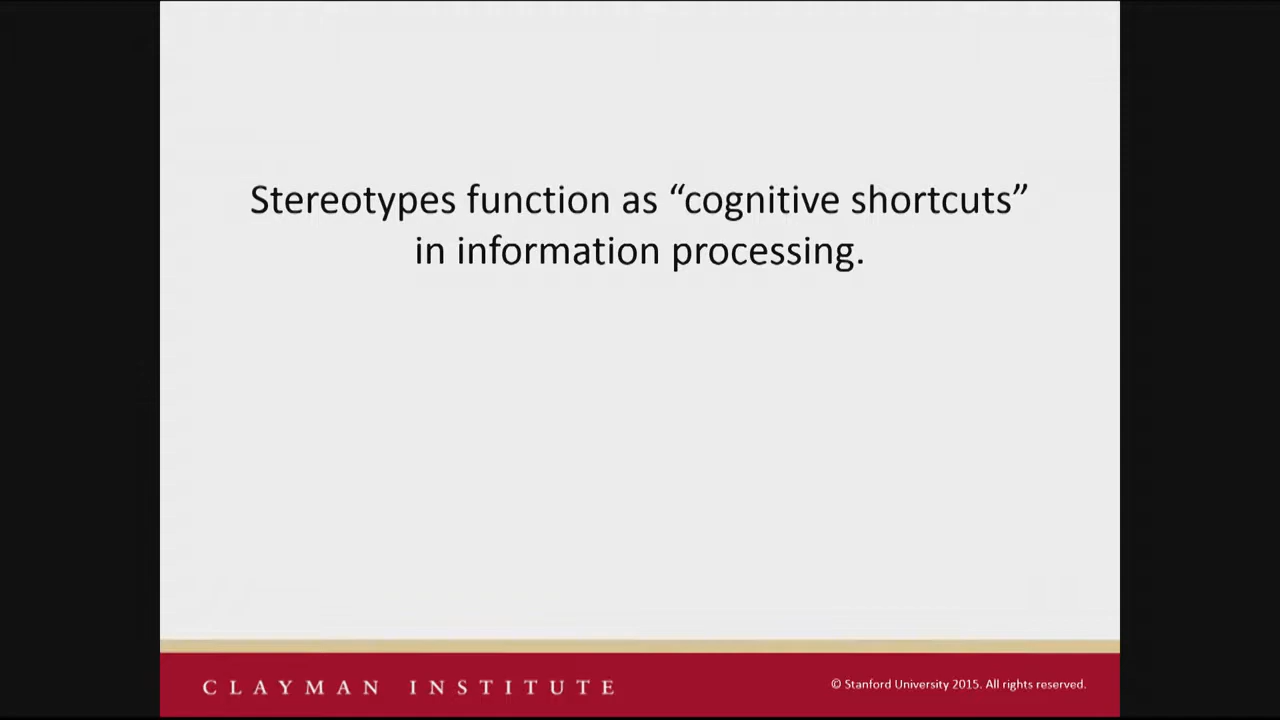 Stereotypes function as “cognitive shortcuts”
in information processing.
CLAYMAN INSTITUTE
© Stanford University 2015. All rights reserved.